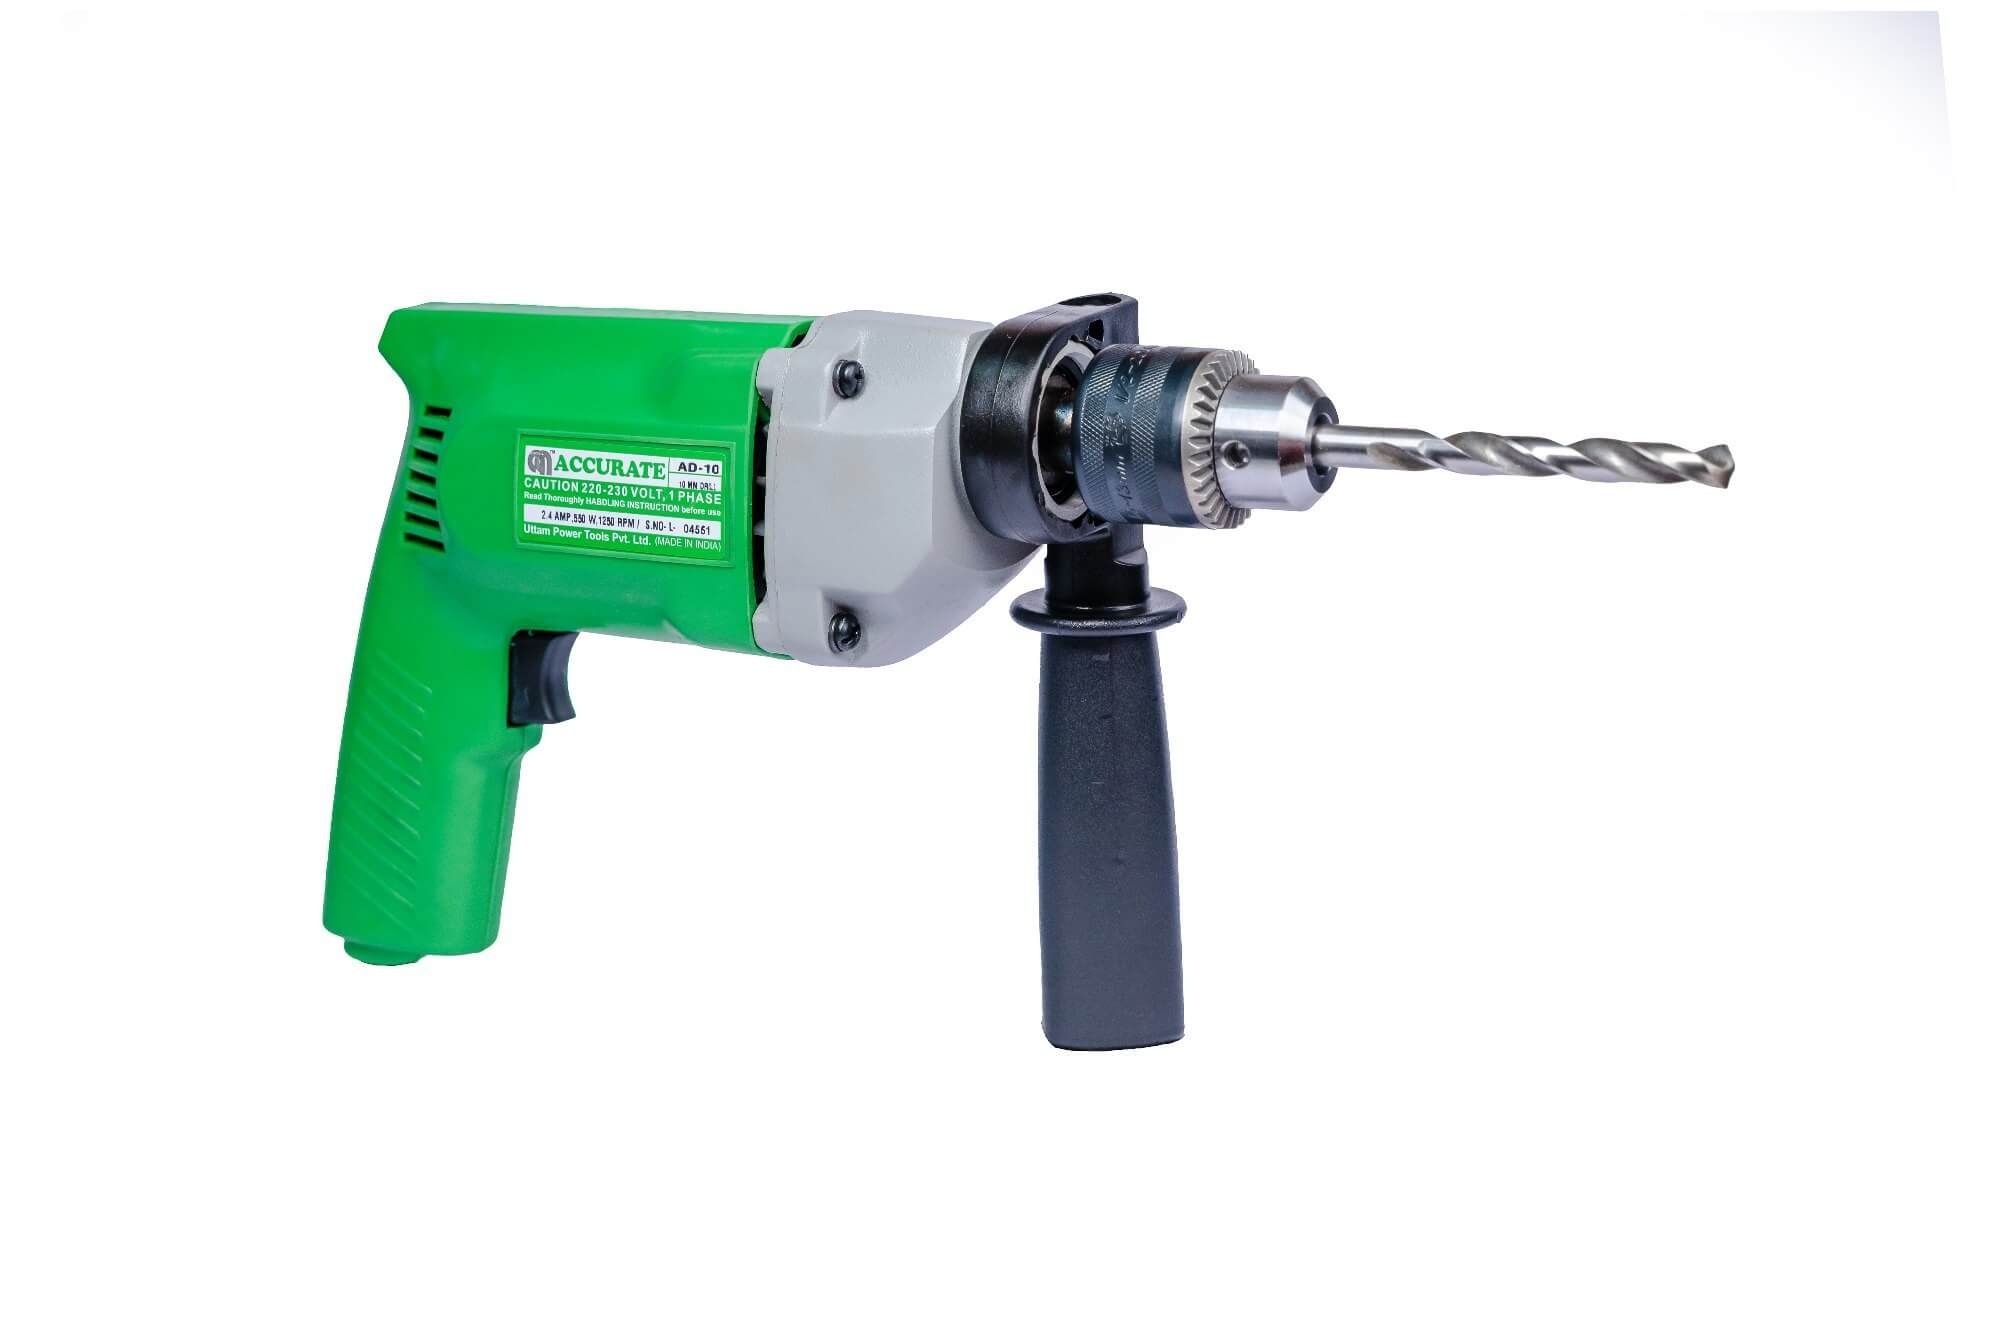 ACCURATE AD-10
10 MM DRILL
CAUTION 220-230 VOLT, 1 PHASE
Read Thoroughly HABDLING INSTRUCTION before use
2.4 AMP, 550 W, 1250 RPM / S.NO- L- 04551
Uttam Power Tools Pvt. Ltd. (MADE IN INDIA)